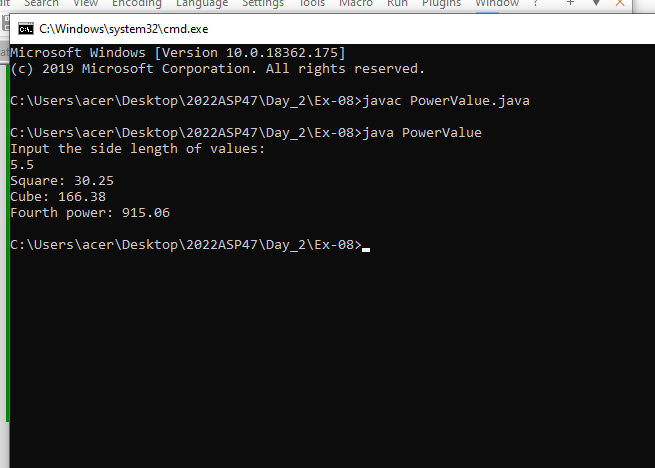 Search View Encoding Language Settings Tools Macro Run Plugins Window ?
C:\Windows\system32\cmd.exe
Microsoft Windows [Version 10.0.18362.175]
(c) 2019 Microsoft Corporation. All rights reserved.
C:\Users\acer\Desktop\2022ASP47\Day_2\Ex-08>javac PowerValue.java
C:\Users\acer\Desktop\2022ASP47\Day_2\Ex-08>java PowerValue
Input the side length of values:
5.5
Square: 30.25
Cube: 166.38
Fourth power: 915.06
C:\Users\acer\Desktop\2022ASP47\Day_2\Ex-08>